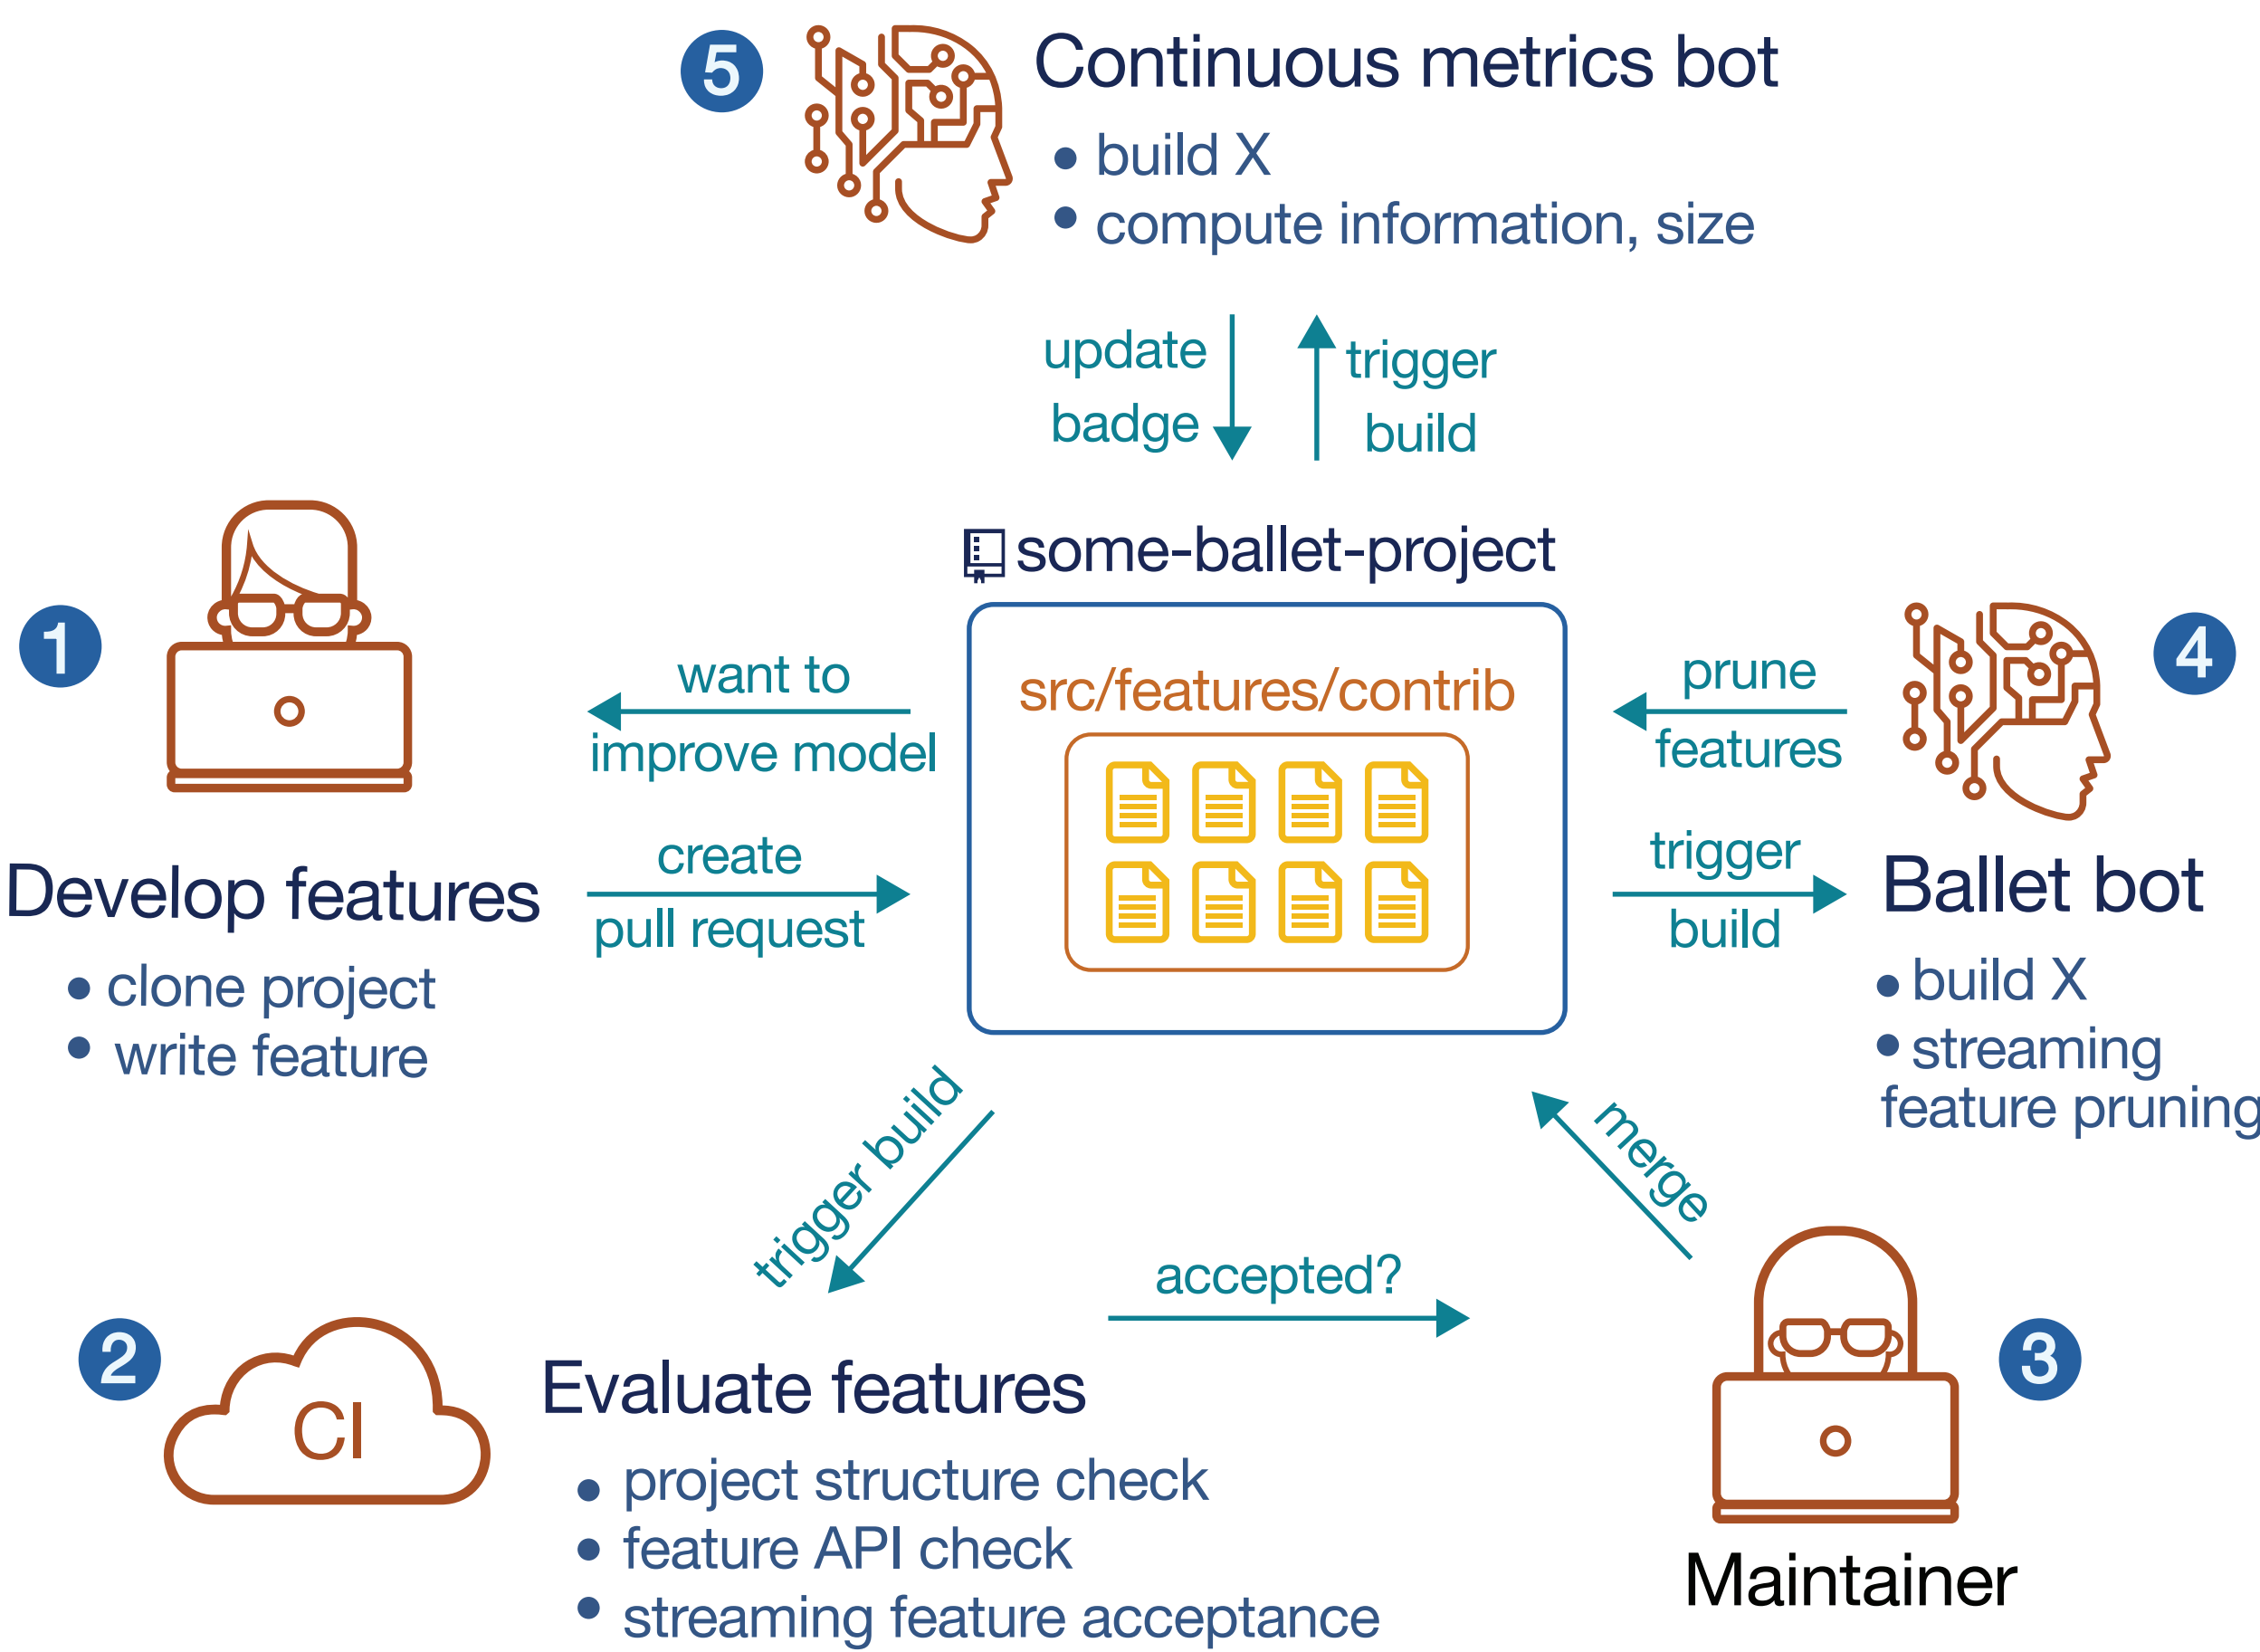 5
Continuous metrics bot
build X
compute information, size
update
badge
trigger
build
some-ballet-project
src/features/contrib
1
want to
improve model
create
pull request
Develop features
clone project
write feature
4
prune
features
trigger
build
Ballet bot
build X
streaming
feature pruning
trigger build
merge
accepted?
2
CI
Evaluate features
project structure check
feature API check
streaming feature acceptance
3
Maintainer